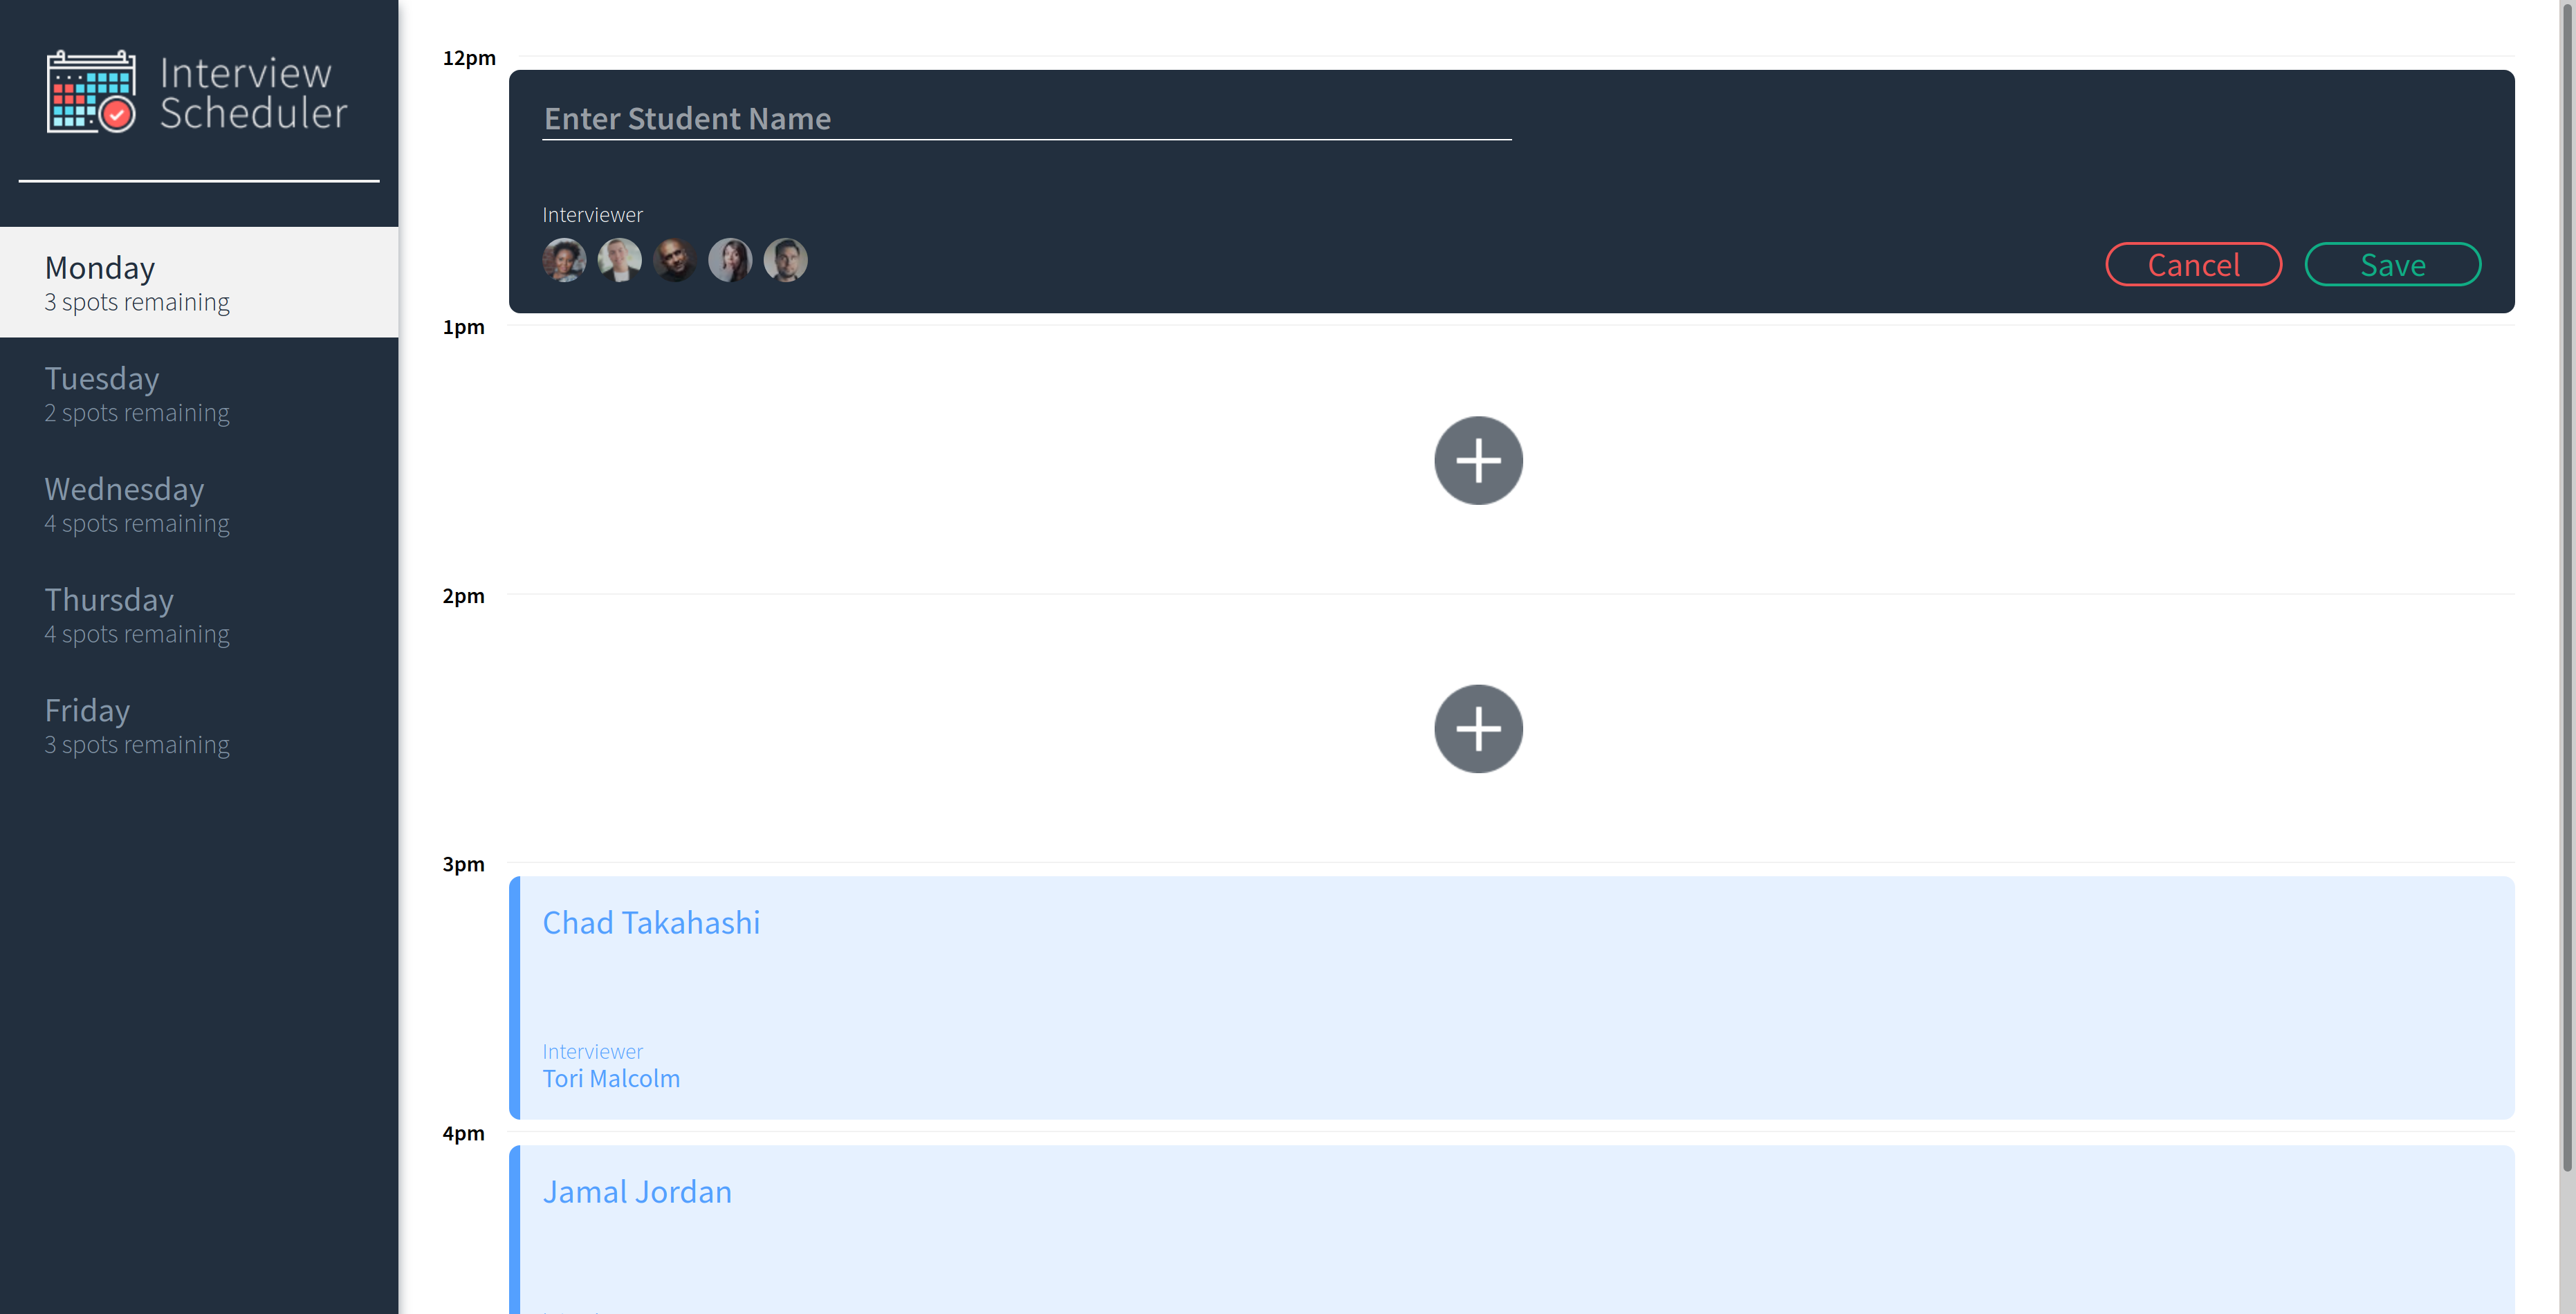 Interview
Scheduler
Monday
3 spots remaining
Tuesday
2 spots remaining
Wednesday
4 spots remaining
Thursday
4 spots remaining
Friday
3 spots remaining
12pm
Enter Student Name
Interviewer
Cancel
Save
1pm
2pm
3pm
Chad Takahashi
Interviewer
Tori Malcolm
4pm
Jamal Jordan